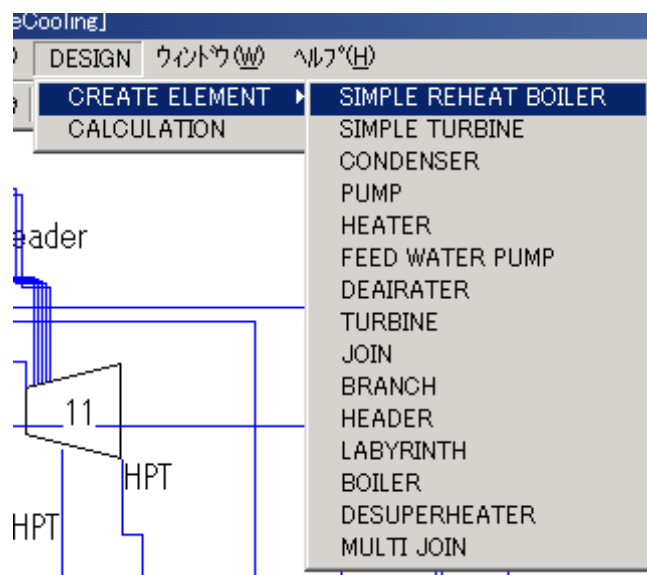 eCooling]
DESIGN ウィンドウ(W) ヘルプ(H)
CREATE ELEMENT
CALCULATION
SIMPLE REHEAT BOILER
SIMPLE TURBINE
CONDENSER
PUMP
HEATER
FEED WATER PUMP
DEAIRATER
TURBINE
JOIN
BRANCH
HEADER
LABYRINTH
BOILER
DESUPERHEATER
MULTI JOIN
eader
11
HPT
HPT